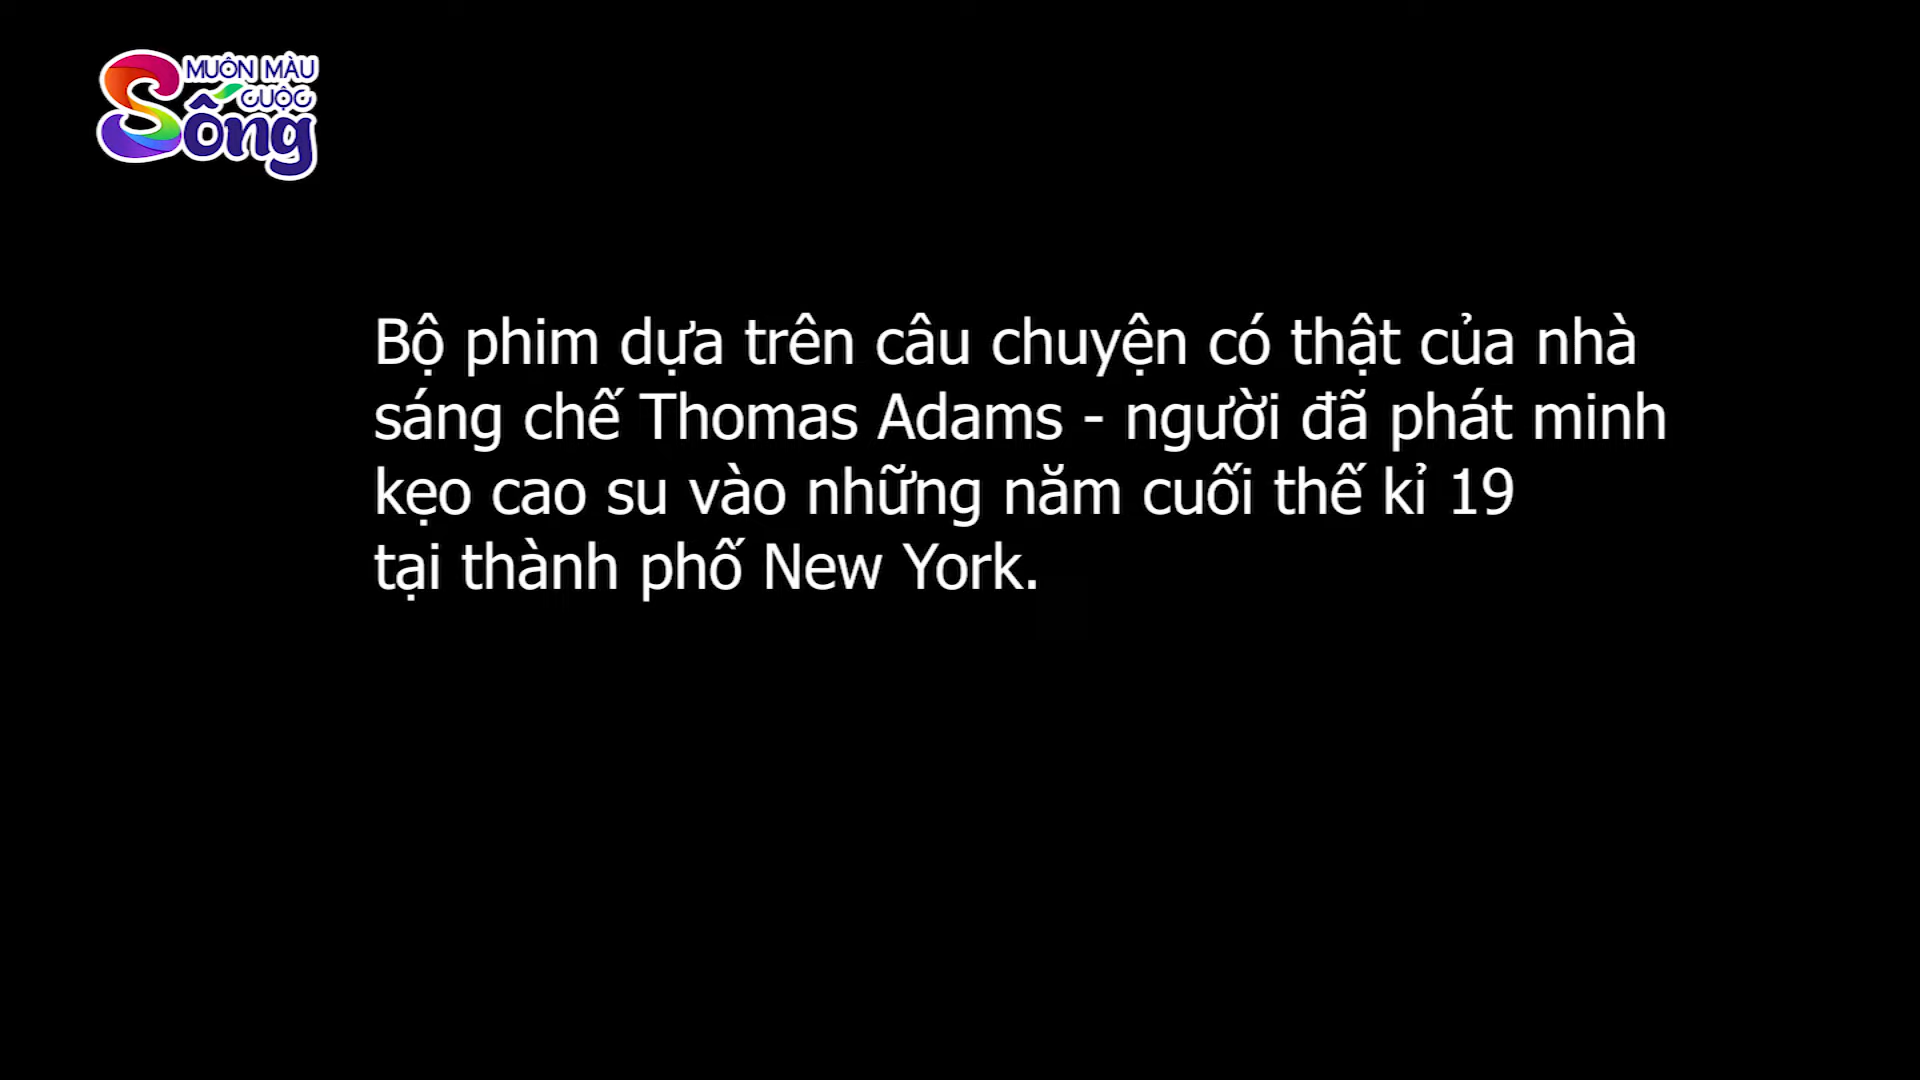 MUÔN MÀU
CUỘC
Sống
Bộ phim dựa trên câu chuyện có thật của nhà
sáng chế Thomas Adams - người đã phát minh
kẹo cao su vào những năm cuối thế kỉ 19
tại thành phố New York.